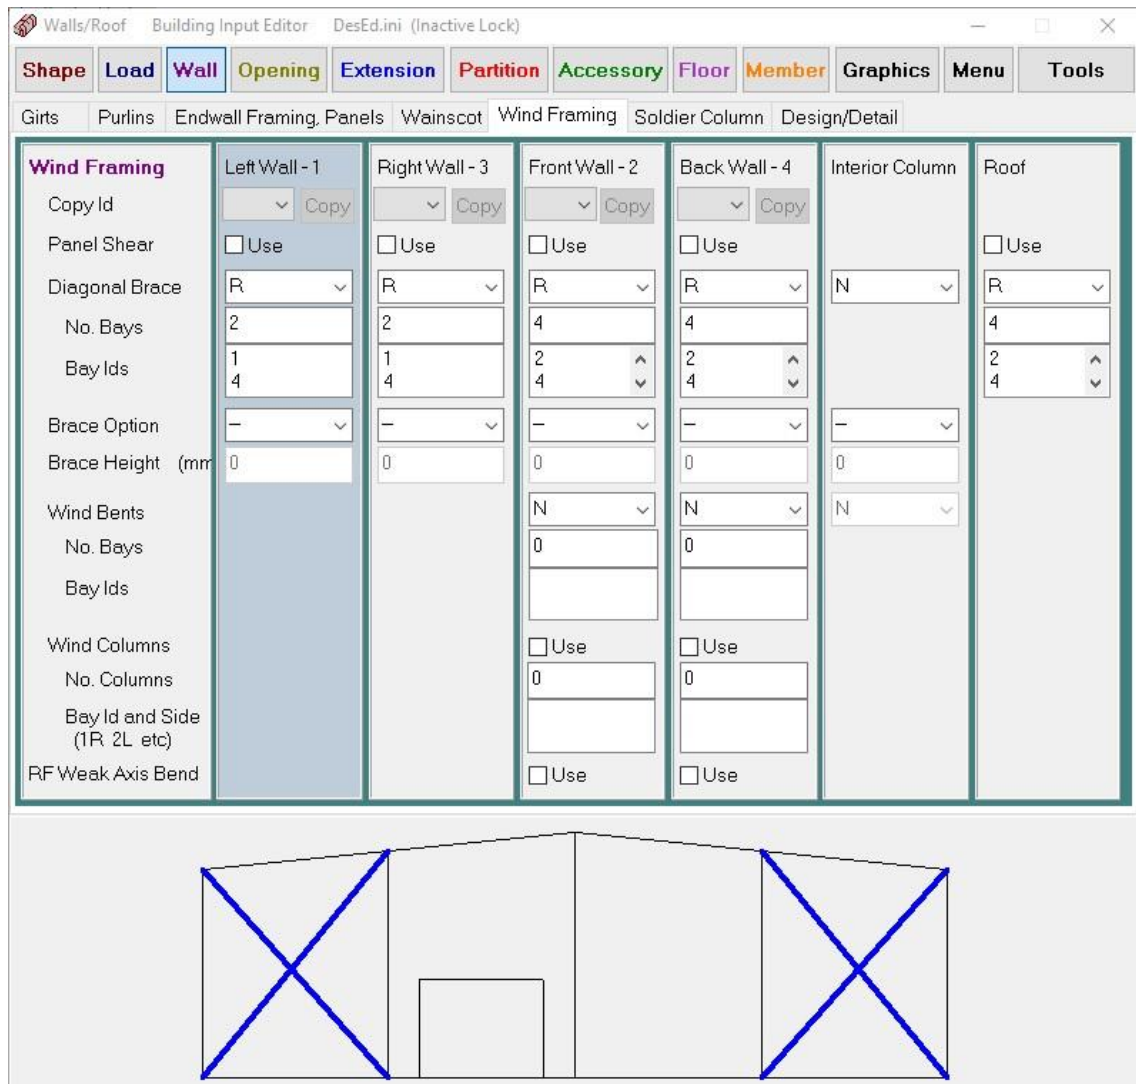 Walls/Roof Building Input Editor DesEd.ini (Inactive Lock)
Shape Load Wall Opening Extension Partition Accessory Floor Member Graphics Menu Tools
Girts Purlins Endwall Framing, Panels Wainscot Wind Framing Soldier Column Design/Detail
Wind Framing Left Wall - 1 Right Wall - 3 Front Wall - 2 Back Wall - 4 Interior Column Roof
Copy Id Copy Copy Copy Copy
Panel Shear Use Use Use Use Use
Diagonal Brace R R R R N R
No. Bays 2 2 4 4 4
Bay Ids 1 1 2 2 2
4 4 4 4 4
Brace Option – – – – –
Brace Height (mm 0 0 0 0 0
Wind Bents N N N
No. Bays 0 0
Bay Ids
Wind Columns Use Use
No. Columns 0 0
Bay Id and Side
(1R 2L etc)
RF Weak Axis Bend Use Use